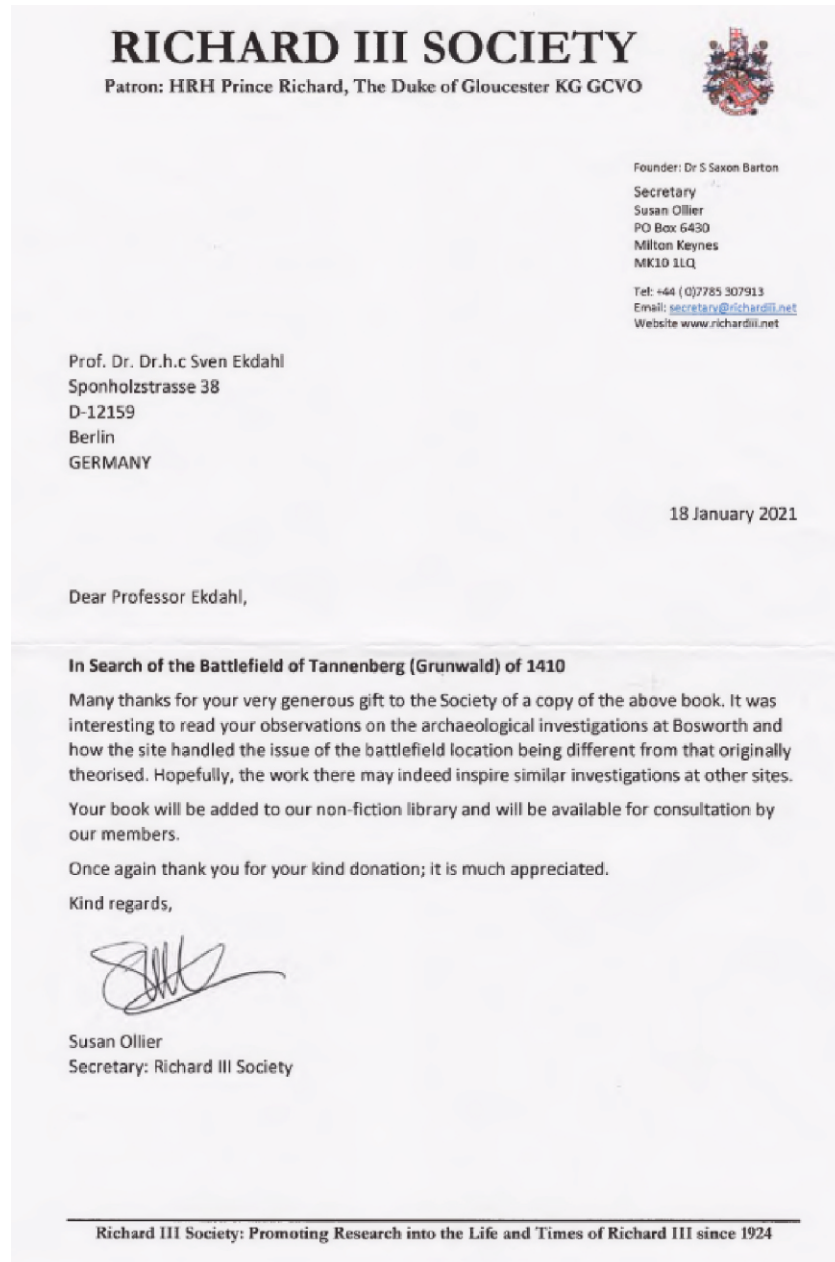 RICHARD III SOCIETY
Patron: HRH Prince Richard, The Duke of Gloucester KG GCVO
Founder: Dr S Saxon Barton
Secretary
Susan Ollier
PO Box 6430
Milton Keynes
MK10 1LQ
Tel: +44 (0)7785 307913
Email: secretary@richardiii.net
Website www.richardiii.net
Prof. Dr. Dr.h.c Sven Ekdahl
Sponholzstrasse 38
D-12159
Berlin
GERMANY
18 January 2021
Dear Professor Ekdahl,
In Search of the Battlefield of Tannenberg (Grunwald) of 1410
Many thanks for your very generous gift to the Society of a copy of the above book. It was
interesting to read your observations on the archaeological investigations at Bosworth and
how the site handled the issue of the battlefield location being different from that originally
theorised. Hopefully, the work there may indeed inspire similar investigations at other sites.
Your book will be added to our non-fiction library and will be available for consultation by
our members.
Once again thank you for your kind donation; it is much appreciated.
Kind regards,
Susan Ollier
Secretary: Richard III Society
Richard III Society: Promoting Research into the Life and Times of Richard III since 1924